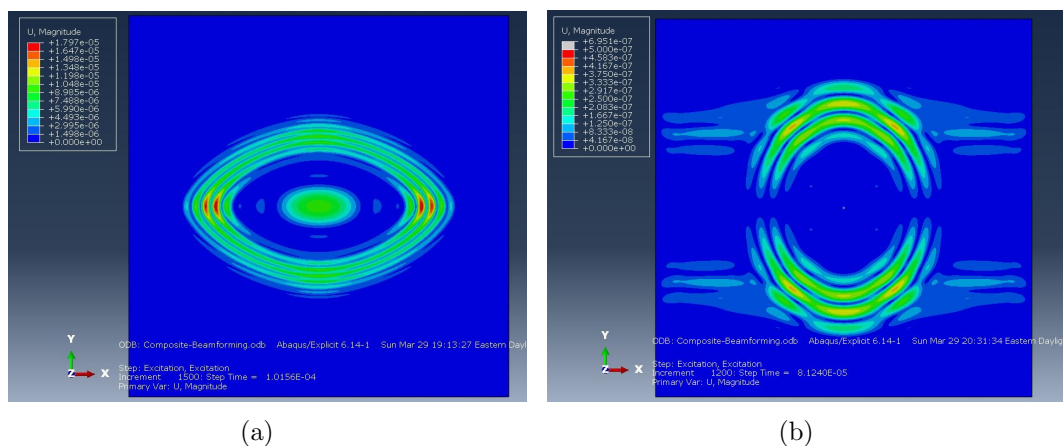 U, Magnitude
+1.797e-05
+1.647e-05
+1.498e-05
+1.348e-05
+1.198e-05
+1.048e-05
+8.985e-06
+7.488e-06
+5.990e-06
+4.493e-06
+2.995e-06
+1.498e-06
+0.000e+00
Y
Z
X
ODB: Composite-Beamforming.odb Abaqus/Explicit 6.14-1 Sun Mar 29 19:13:27 Eastern Dayli
Step: Excitation, Excitation
Increment 1500: Step Time = 1.0156E-04
Primary Var: U, Magnitude
(a)
U, Magnitude
+6.951e-07
+5.000e-07
+4.583e-07
+4.167e-07
+3.750e-07
+3.333e-07
+2.917e-07
+2.500e-07
+2.083e-07
+1.667e-07
+1.250e-07
+8.333e-08
+4.167e-08
+0.000e+00
Y
Z
X
ODB: Composite-Beamforming.odb Abaqus/Explicit 6.14-1 Sun Mar 29 20:31:34 Eastern Dayl
Step: Excitation, Excitation
Increment 1200: Step Time = 8.1240E-05
Primary Var: U, Magnitude
(b)